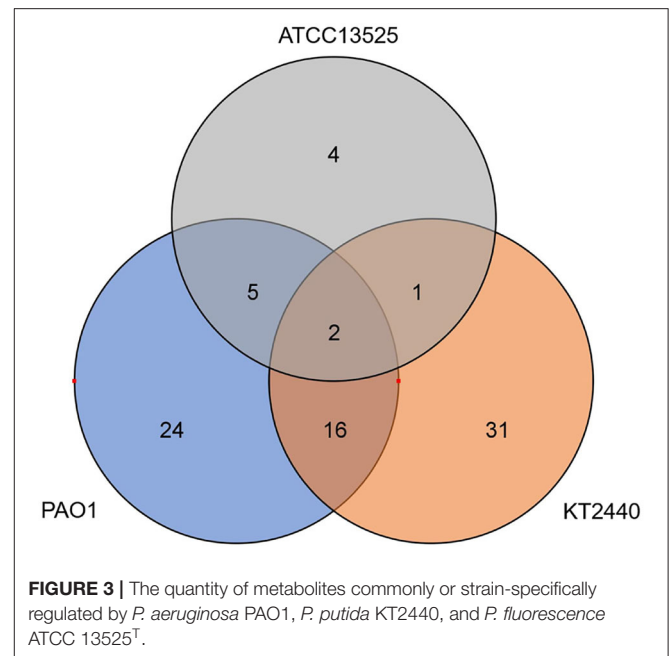 ATCC13525
4
5
1
2
24
16
31
PAO1
KT2440
FIGURE 3 | The quantity of metabolites commonly or strain-specifically
regulated by P. aeruginosa PAO1, P. putida KT2440, and P. fluorescence
ATCC 13525ᵀ.